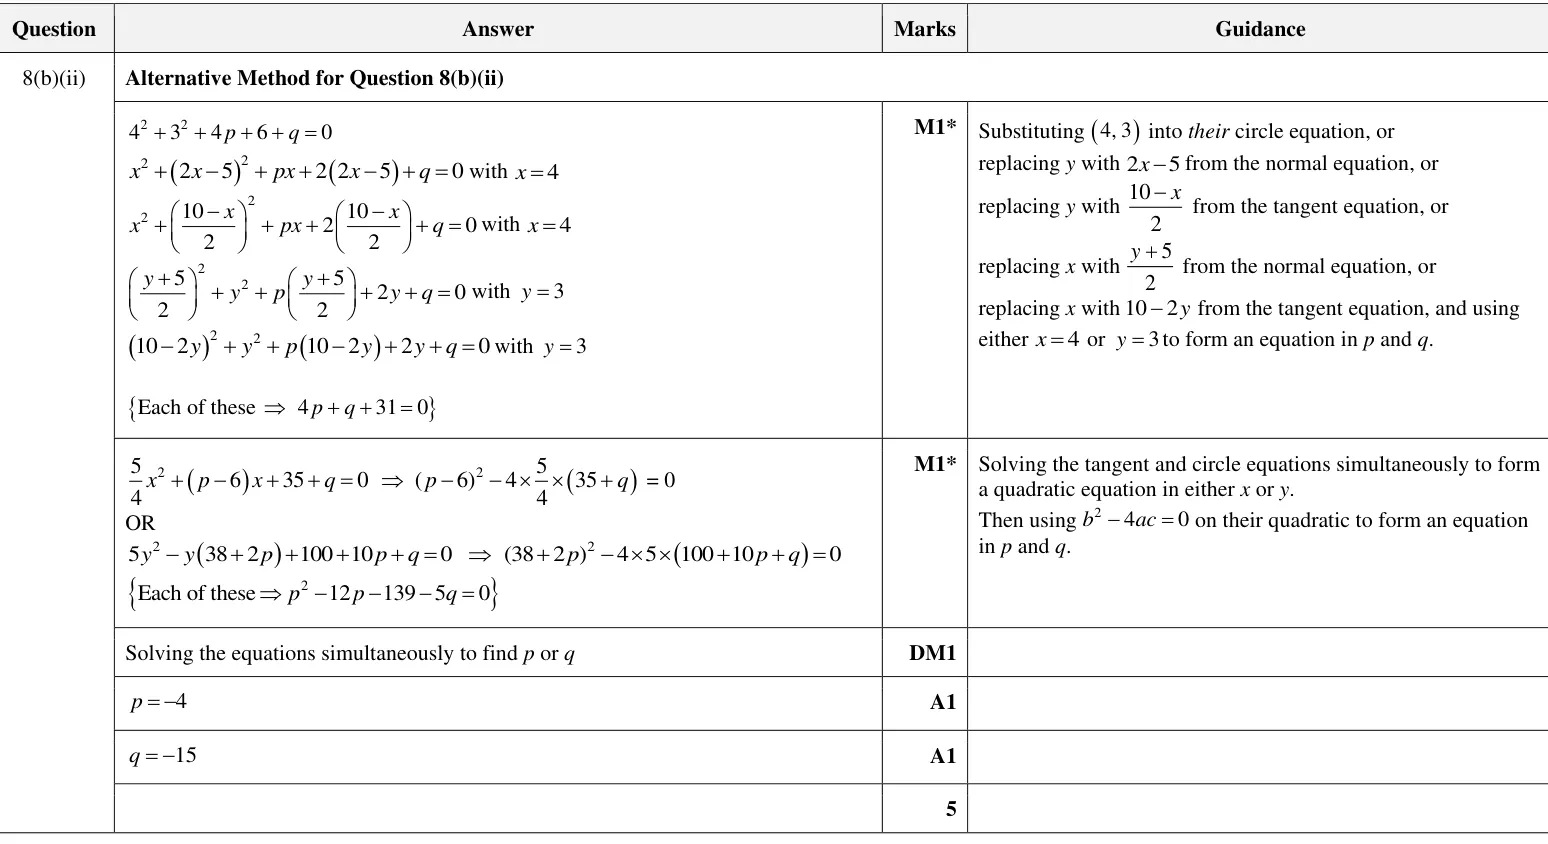 Question Answer Marks Guidance
8(b)(ii) Alternative Method for Question 8(b)(ii)
4² + 3² + 4p + 6 + q = 0
x² + (2x − 5)² + px + 2(2x − 5) + q = 0 with x = 4
x² + ((10 − x)/2)² + px + 2((10 − x)/2) + q = 0 with x = 4
((y + 5)/2)² + y² + p((y + 5)/2) + 2y + q = 0 with y = 3
(10 − 2y)² + y² + p(10 − 2y) + 2y + q = 0 with y = 3
{Each of these ⇒ 4p + q + 31 = 0}
M1*
Substituting (4, 3) into their circle equation, or
replacing y with 2x − 5 from the normal equation, or
replacing y with (10 − x)/2 from the tangent equation, or
replacing x with (y + 5)/2 from the normal equation, or
replacing x with 10 − 2y from the tangent equation, and using
either x = 4 or y = 3 to form an equation in p and q.
5/4 x² + (p − 6)x + 35 + q = 0 ⇒ (p − 6)² − 4 × 5/4 × (35 + q) = 0
OR
5y² − y(38 + 2p) + 100 + 10p + q = 0 ⇒ (38 + 2p)² − 4 × 5 × (100 + 10p + q) = 0
{Each of these ⇒ p² − 12p − 139 − 5q = 0}
M1*
Solving the tangent and circle equations simultaneously to form
a quadratic equation in either x or y.
Then using b² − 4ac = 0 on their quadratic to form an equation
in p and q.
Solving the equations simultaneously to find p or q DM1
p = −4 A1
q = −15 A1
5